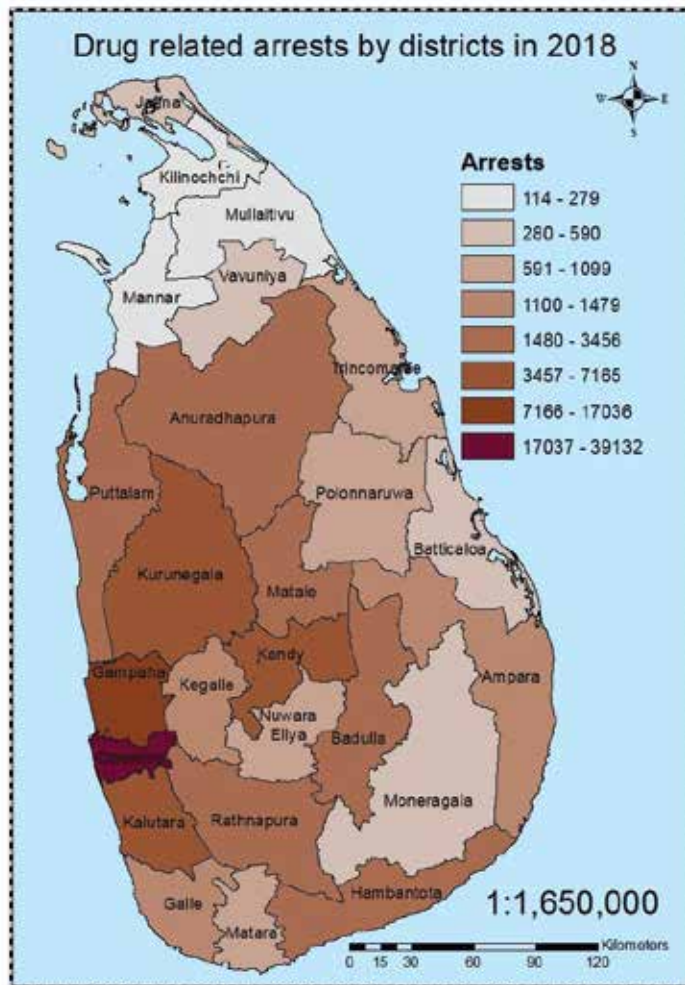 Drug related arrests by districts in 2018
N
W E
S
Jaffna
Kilinochchi
Mullaitivu
Vavuniya
Mannar
Arrests
114 - 279
280 - 590
591 - 1099
1100 - 1479
1480 - 3456
3457 - 7165
7166 - 17036
17037 - 39132
Trincomalee
Anuradhapura
Puttalam
Polonnaruwa
Batticaloa
Kurunegala
Matale
Gampaha
Kandy
Kegalle
Ampara
Nuwara
Eliya
Badulla
Moneragala
Kalutara
Rathnapura
Hambantota
Galle
Matara
1:1,650,000
Kilometers
0 15 30 60 90 120